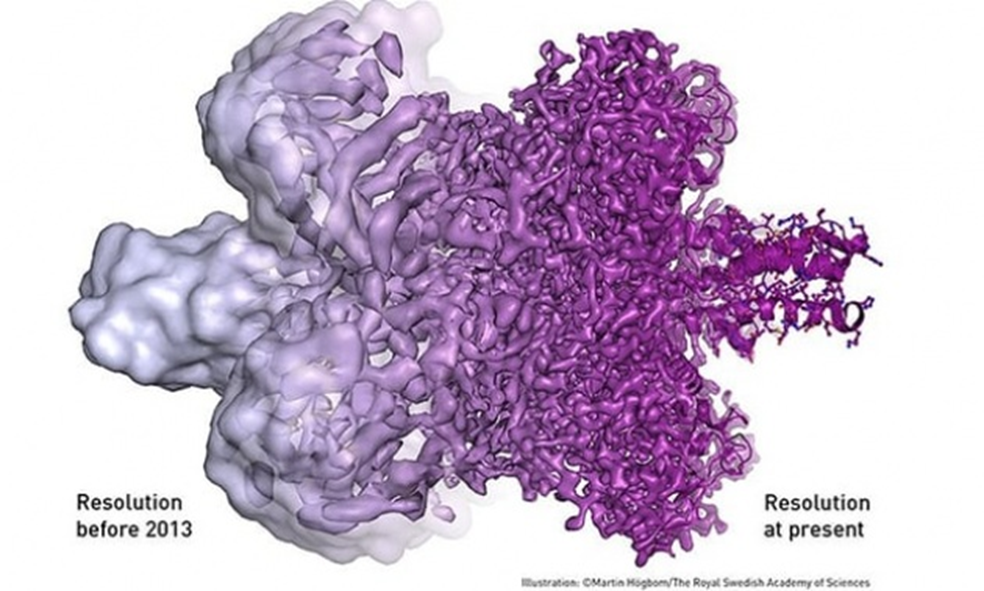 Resolution
before 2013
Resolution
at present
Illustration: ©Martin Högbom/The Royal Swedish Academy of Sciences